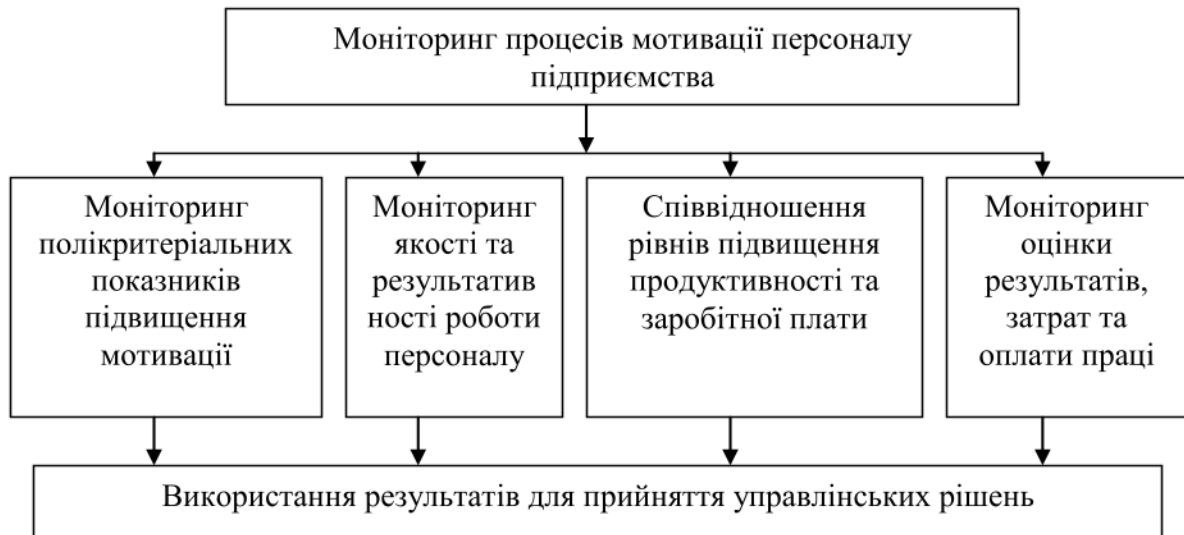 Моніторинг процесів мотивації персоналу
підприємства
Моніторинг
полікритеріальних
показників
підвищення
мотивації
Моніторинг
якості та
результатив
ності роботи
персоналу
Співвідношення
рівнів підвищення
продуктивності та
заробітної плати
Моніторинг
оцінки
результатів,
затрат та
оплати праці
Використання результатів для прийняття управлінських рішень